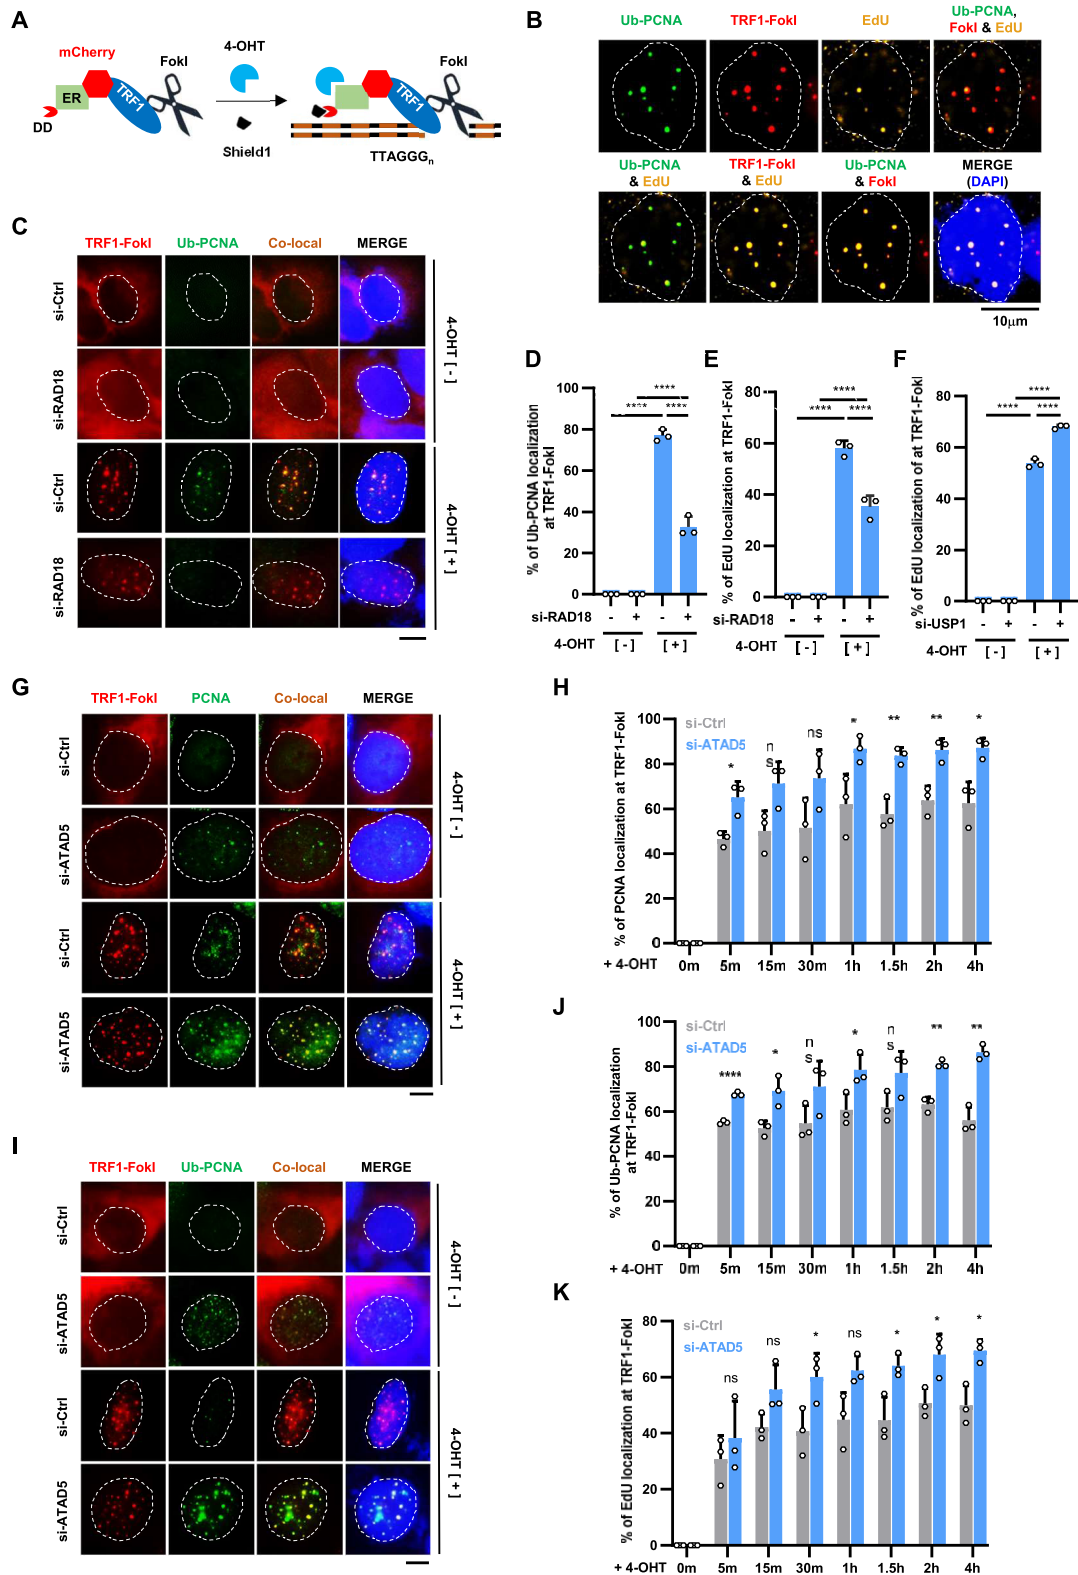 A
mCherry
4-OHT
FokI
FokI
ER
TRF1
TRF1
DD
Shield1
TTAGGGn
B
Ub-PCNA
TRF1-FokI
EdU
Ub-PCNA,
FokI & EdU
Ub-PCNA
& EdU
TRF1-FokI
& EdU
Ub-PCNA
& FokI
MERGE
(DAPI)
10µm
C
TRF1-FokI
Ub-PCNA
Co-local
MERGE
si-Ctrl
si-RAD18
si-Ctrl
si-RAD18
4-OHT [ - ]
4-OHT [ + ]
D
% of Ub-PCNA localization
at TRF1-FokI
100
80
60
40
20
0
****
****
****
si-RAD18
- + - +
4-OHT
[ - ] [ + ]
E
% of EdU localization at TRF1-FokI
80
60
40
20
0
****
****
****
si-RAD18
- + - +
4-OHT
[ - ] [ + ]
F
% of EdU localization of at TRF1-FokI
80
60
40
20
0
****
****
****
si-USP1
- + - +
4-OHT
[ - ] [ + ]
G
TRF1-FokI
PCNA
Co-local
MERGE
si-Ctrl
si-ATAD5
si-Ctrl
si-ATAD5
4-OHT [ - ]
4-OHT [ + ]
H
% of PCNA localization at TRF1-FokI
si-Ctrl
si-ATAD5
100
80
60
40
20
0
*
n
s
ns
*
**
**
*
+ 4-OHT
0m 5m 15m 30m 1h 1.5h 2h 4h
I
TRF1-FokI
Ub-PCNA
Co-local
MERGE
si-Ctrl
si-ATAD5
si-Ctrl
si-ATAD5
4-OHT [ - ]
4-OHT [ + ]
J
% of Ub-PCNA localization
at TRF1-FokI
si-Ctrl
si-ATAD5
100
80
60
40
20
0
****
*
n
s
*
n
s
**
**
+ 4-OHT
0m 5m 15m 30m 1h 1.5h 2h 4h
K
% of EdU localization at TRF1-FokI
si-Ctrl
si-ATAD5
80
60
40
20
0
ns
ns
*
ns
*
*
*
+ 4-OHT
0m 5m 15m 30m 1h 1.5h 2h 4h